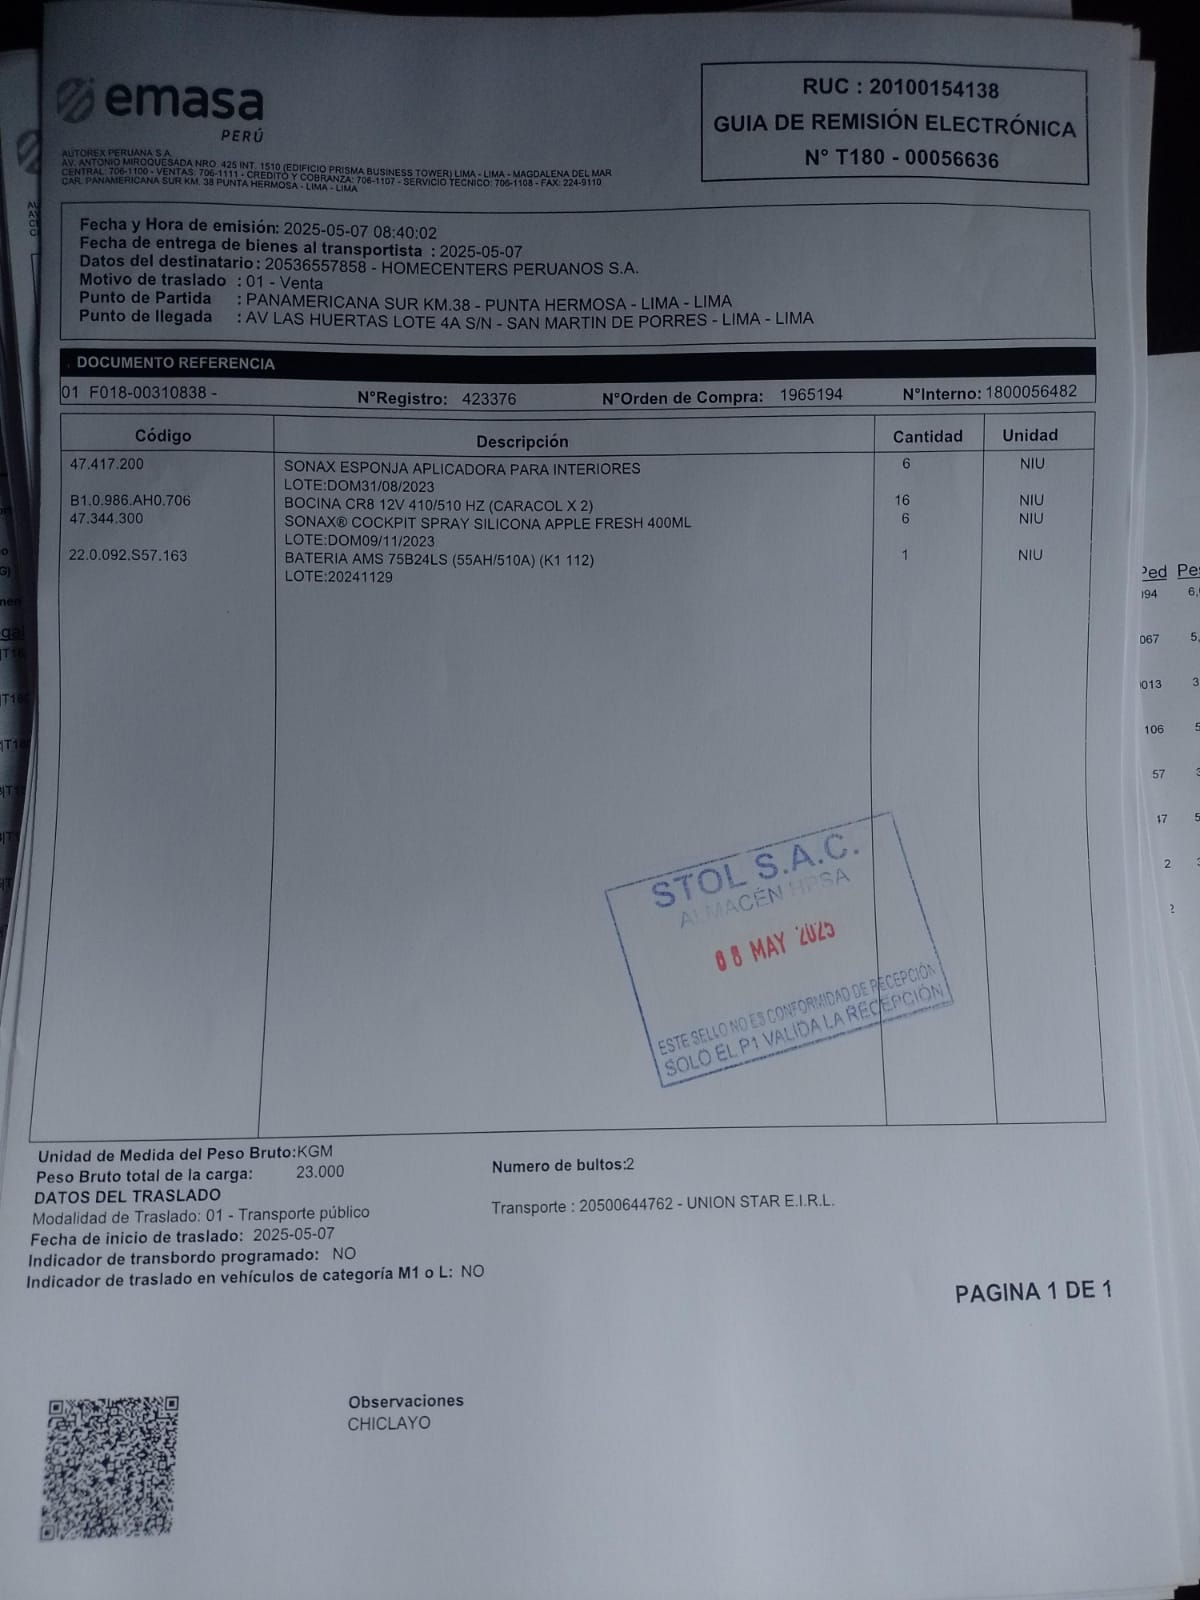 emasa
PERÚ
AUTOREX PERUANA S.A.
AV. ANTONIO MIROQUESADA NRO. 425 INT. 1510 (EDIFICIO PRISMA BUSINESS TOWER) LIMA - LIMA - MAGDALENA DEL MAR
CENTRAL: 706-1100 - VENTAS: 706-1111 - CREDITO Y COBRANZA: 706-1107 - SERVICIO TECNICO: 706-1108 - FAX: 224-9110
CAR. PANAMERICANA SUR KM. 38 PUNTA HERMOSA - LIMA - LIMA
RUC : 20100154138
GUIA DE REMISIÓN ELECTRÓNICA
N° T180 - 00056636
Fecha y Hora de emisión: 2025-05-07 08:40:02
Fecha de entrega de bienes al transportista : 2025-05-07
Datos del destinatario : 20536557858 - HOMECENTERS PERUANOS S.A.
Motivo de traslado : 01 - Venta
Punto de Partida : PANAMERICANA SUR KM.38 - PUNTA HERMOSA - LIMA - LIMA
Punto de llegada : AV LAS HUERTAS LOTE 4A S/N - SAN MARTIN DE PORRES - LIMA - LIMA
DOCUMENTO REFERENCIA
01 F018-00310838 - N°Registro: 423376 N°Orden de Compra: 1965194 N°Interno: 1800056482
Código Descripción Cantidad Unidad
47.417.200 SONAX ESPONJA APLICADORA PARA INTERIORES 6 NIU
LOTE:DOM31/08/2023
B1.0.986.AH0.706 BOCINA CR8 12V 410/510 HZ (CARACOL X 2) 16 NIU
47.344.300 SONAX® COCKPIT SPRAY SILICONA APPLE FRESH 400ML 6 NIU
LOTE:DOM09/11/2023
22.0.092.S57.163 BATERIA AMS 75B24LS (55AH/510A) (K1 112) 1 NIU
LOTE:20241129
STOL S.A.C.
ALMACÉN HPSA
08 MAY 2025
ESTE SELLO NO ES CONFORMIDAD DE RECEPCIÓN
SOLO EL P1 VALIDA LA RECEPCIÓN
Unidad de Medida del Peso Bruto:KGM
Peso Bruto total de la carga: 23.000
Numero de bultos:2
DATOS DEL TRASLADO
Modalidad de Traslado: 01 - Transporte público
Transporte : 20500644762 - UNION STAR E.I.R.L.
Fecha de inicio de traslado: 2025-05-07
Indicador de transbordo programado: NO
Indicador de traslado en vehículos de categoría M1 o L: NO
PAGINA 1 DE 1
Observaciones
CHICLAYO